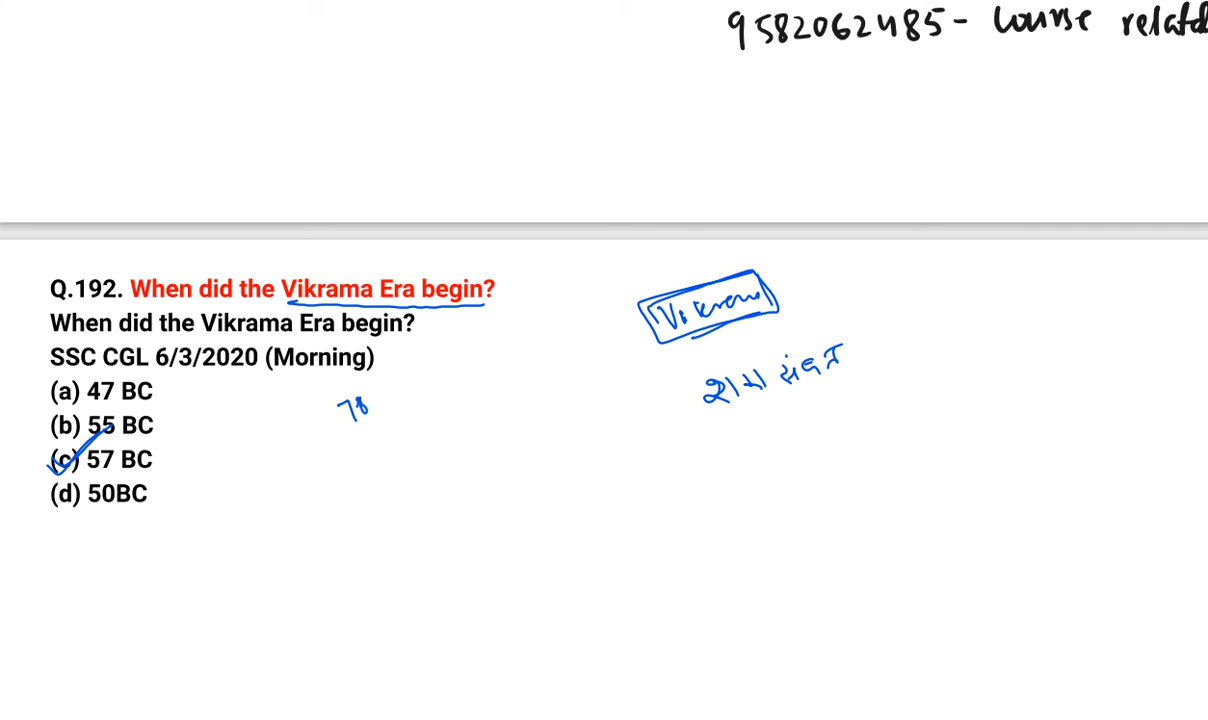 9582062485 - course related
Q.192. When did the Vikrama Era begin?
When did the Vikrama Era begin?
SSC CGL 6/3/2020 (Morning)
(a) 47 BC
(b) 55 BC
(c) 57 BC
(d) 50BC
78
Vikram
संवत